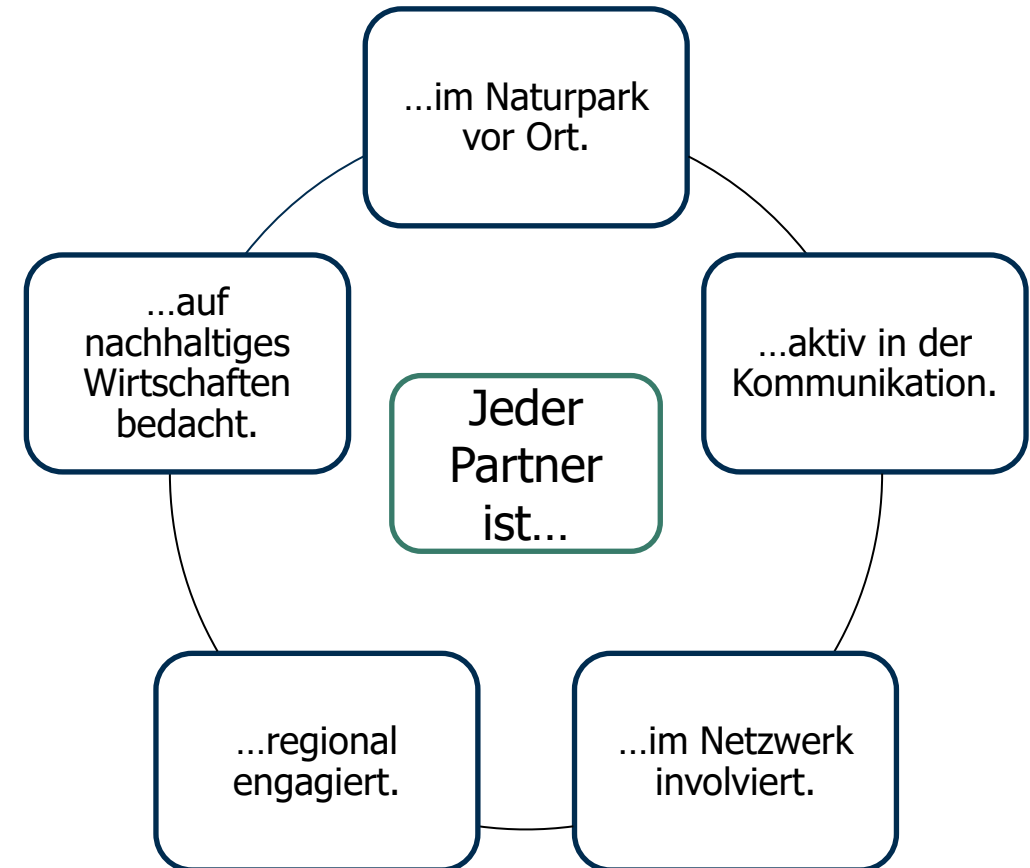 …im Naturpark
vor Ort.
…aktiv in der
Kommunikation.
…im Netzwerk
involviert.
…regional
engagiert.
…auf
nachhaltiges
Wirtschaften
bedacht.
Jeder
Partner
ist…